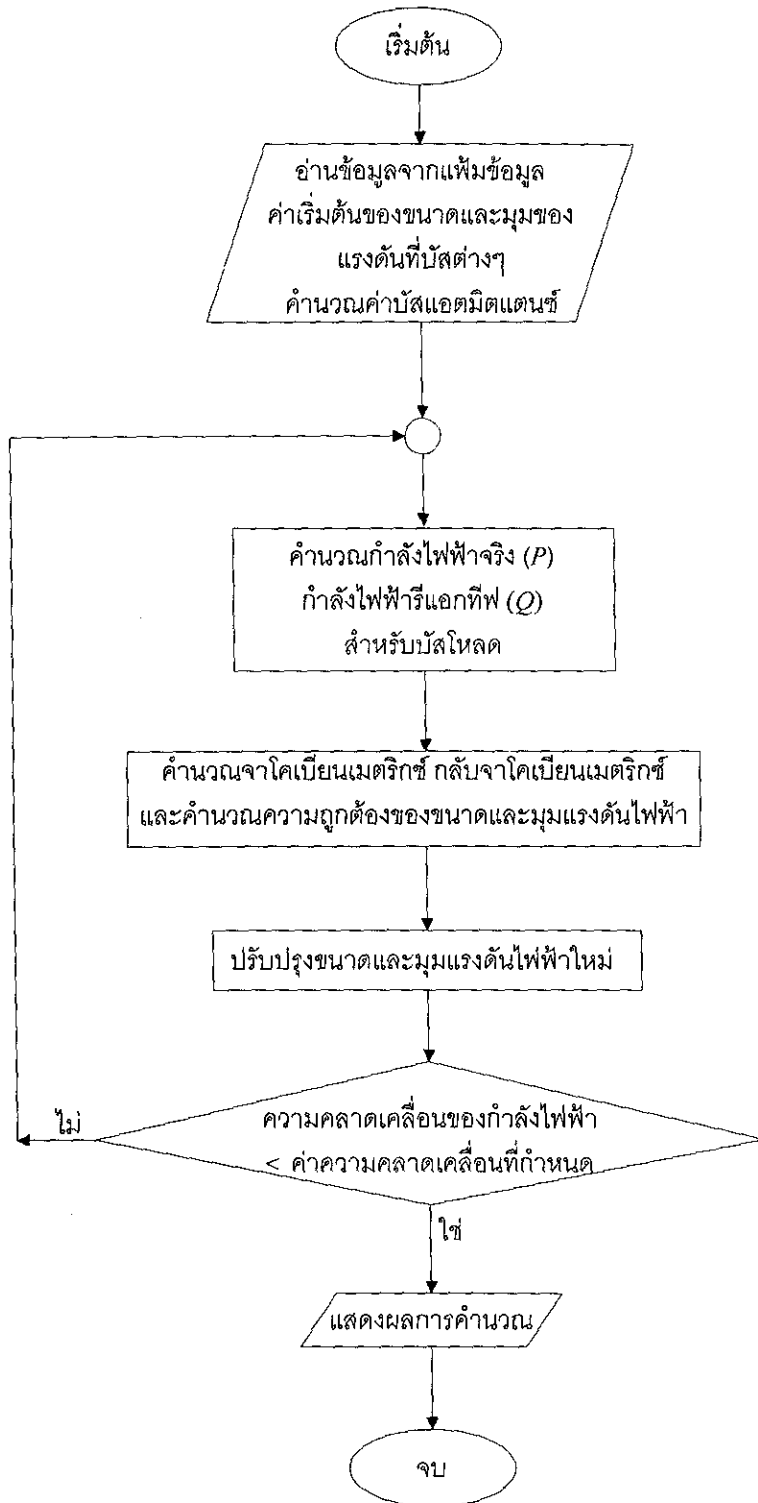 เริ่มต้น
อ่านข้อมูลจากแฟ้มข้อมูล
ค่าเริ่มต้นของขนาดและมุมของ
แรงดันที่บัสต่างๆ
คำนวณค่าบัสแอตมิตแตนซ์
คำนวณกำลังไฟฟ้าจริง (P)
กำลังไฟฟ้ารีแอกทีฟ (Q)
สำหรับบัสโหลด
คำนวณจาโคเบียนเมตริกซ์ กลับจาโคเบียนเมตริกซ์
และคำนวณความถูกต้องของขนาดและมุมแรงดันไฟฟ้า
ปรับปรุงขนาดและมุมแรงดันไฟ่ฟ้าใหม่
ความคลาดเคลื่อนของกำลังไฟฟ้า
< ค่าความคลาดเคลื่อนที่กำหนด
ไม่
ใช่
แสดงผลการคำนวณ
จบ